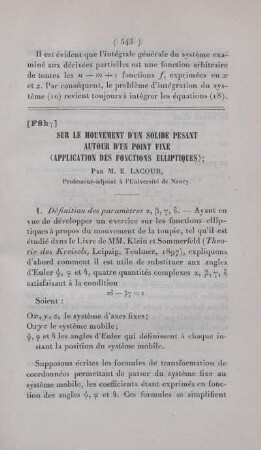 ( 543 )
Il est évident que l'intégrale générale du système exa-
miné aux dérivées partielles est une fonction arbitraire
de toutes les n — m + 1 fonctions f, exprimées en x
et z. Par conséquent, le problème d'intégration du sys-
tème (10) revient toujours à intégrer les équations (18).
[F8hγ]
SUR LE MOUVEMENT D'UN SOLIDE PESANT
AUTOUR D'UN POINT FIXE
(APPLICATION DES FONCTIONS ELLIPTIQUES);
PAR M. E. LACOUR,
Professeur-adjoint à l'Université de Nancy.
1. Définition des paramètres α, β, γ, δ. — Ayant en
vue de développer un exercice sur les fonctions ellip-
tiques à propos du mouvement de la toupie, tel qu'il est
étudié dans le Livre de MM. Klein et Sommerfeld (Theo-
rie des Kreisels, Leipzig, Teubner, 1897), expliquons
d'abord comment il est utile de substituer aux angles
d'Euler ψ, φ et θ, quatre quantités complexes α, β, γ, δ
satisfaisant à la condition
αδ — βγ = 1.
Soient :
Ox₁y₁z₁ le système d'axes fixes;
Oxyz le système mobile;
ψ, φ et θ les angles d'Euler qui définissent à chaque ins-
tant la position du système mobile.
Supposons écrites les formules de transformation de
coordonnées permettant de passer du système fixe au
système mobile, les coefficients étant exprimés en fonc-
tion des angles ψ, φ et θ. Ces formules se simplifient